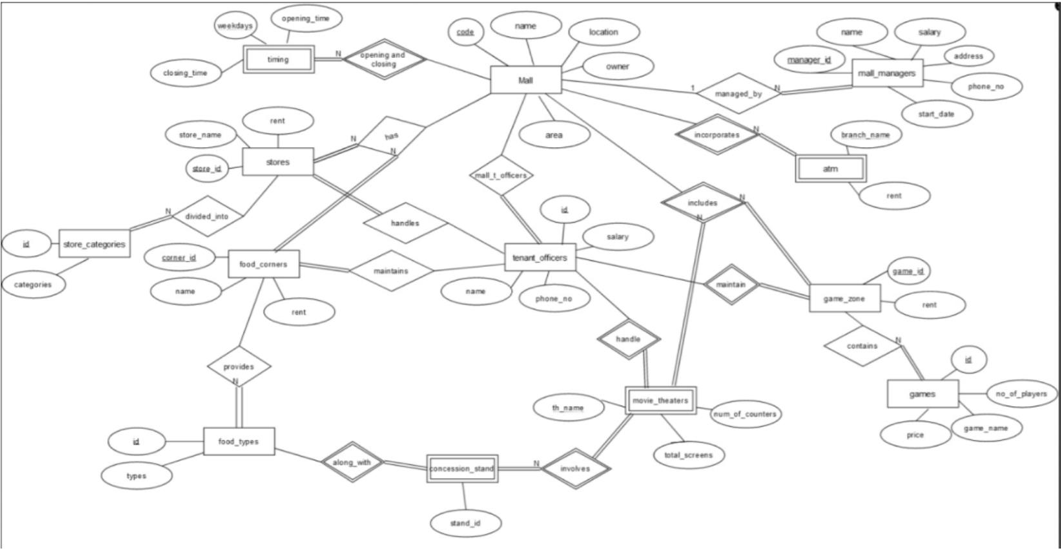 weekdays
opening_time
closing_time
timing
N
opening and
closing
code
name
location
owner
area
Mall
1
managed_by
N
name
salary
manager_id
address
mall_managers
phone_no
start_date
incorporates
N
branch_name
atm
rent
rent
store_name
stores
store_id
N
has
N
mall_t_officers
includes
N
N
N
divided_into
handles
id
store_categories
categories
corner_id
food_corners
name
rent
maintains
id
salary
tenant_officers
name
phone_no
maintain
game_id
game_zone
rent
contains
N
id
games
no_of_players
price
game_name
handle
provides
N
th_name
movie_theaters
num_of_counters
total_screens
id
food_types
types
along_with
concession_stand
N
involves
stand_id